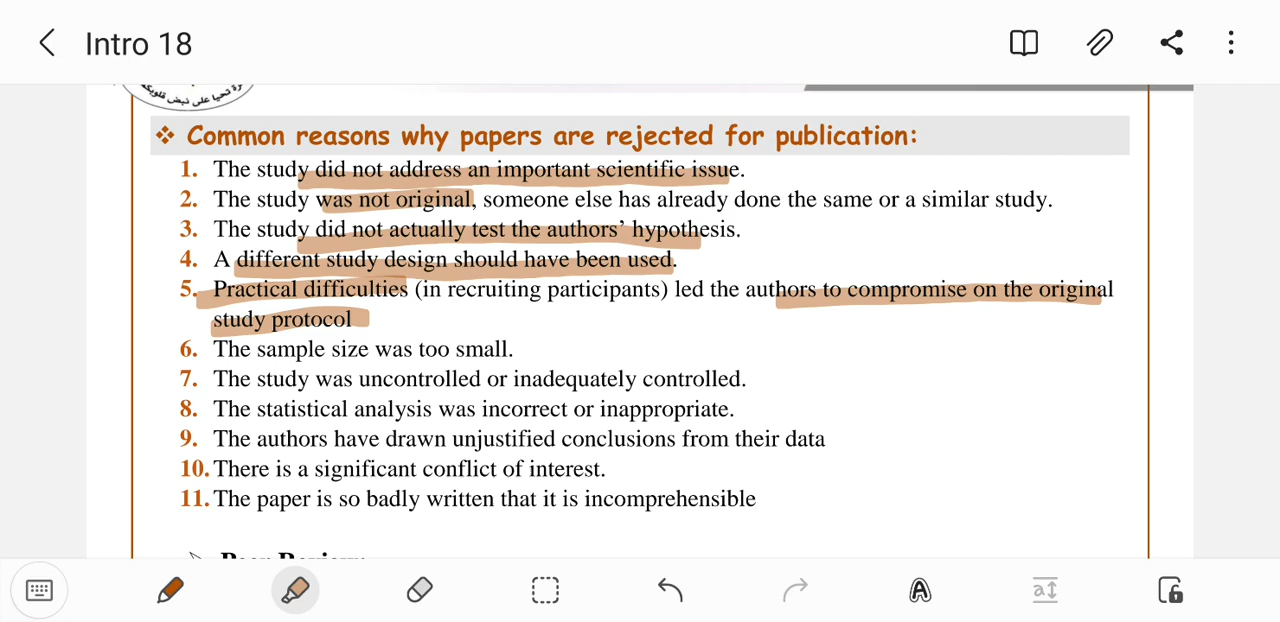 Intro 18
تحيا على نبض قلوبك
❖ Common reasons why papers are rejected for publication:
1. The study did not address an important scientific issue.
2. The study was not original, someone else has already done the same or a similar study.
3. The study did not actually test the authors’ hypothesis.
4. A different study design should have been used.
5. Practical difficulties (in recruiting participants) led the authors to compromise on the original
study protocol
6. The sample size was too small.
7. The study was uncontrolled or inadequately controlled.
8. The statistical analysis was incorrect or inappropriate.
9. The authors have drawn unjustified conclusions from their data
10. There is a significant conflict of interest.
11. The paper is so badly written that it is incomprehensible
Peer Review